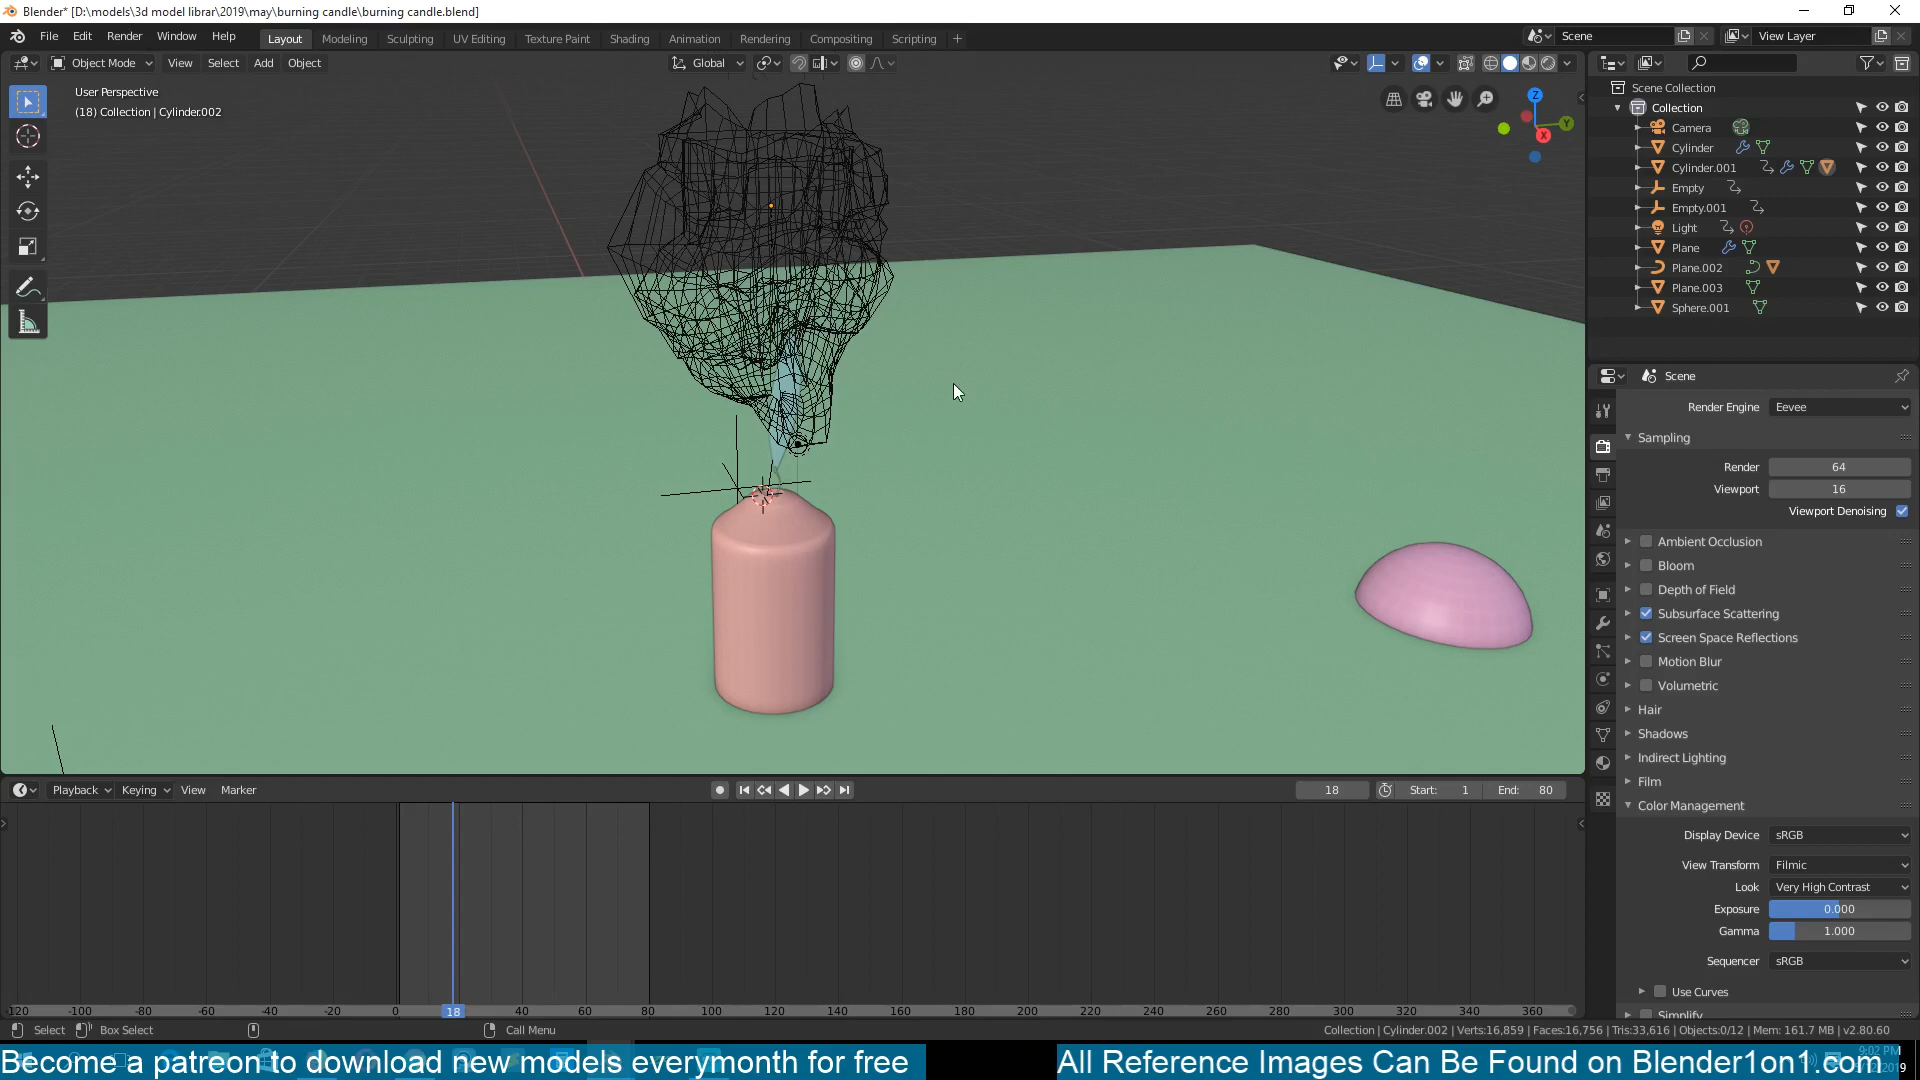 Blender* [D:\models\3d model librar\2019\may\burning candle\burning candle.blend]
File Edit Render Window Help Layout Modeling Sculpting UV Editing Texture Paint Shading Animation Rendering Compositing Scripting + Scene View Layer
Object Mode View Select Add Object Global
User Perspective
(18) Collection | Cylinder.002
Z
Y
X
Scene Collection
Collection
Camera
Cylinder
Cylinder.001
Empty
Empty.001
Light
Plane
Plane.002
Plane.003
Sphere.001
Scene
Render Engine Eevee
Sampling
Render 64
Viewport 16
Viewport Denoising
Ambient Occlusion
Bloom
Depth of Field
Subsurface Scattering
Screen Space Reflections
Motion Blur
Volumetric
Hair
Shadows
Indirect Lighting
Film
Color Management
Display Device sRGB
View Transform Filmic
Look Very High Contrast
Exposure 0.000
Gamma 1.000
Sequencer sRGB
Use Curves
Simplify
Playback Keying View Marker 18 Start: 1 End: 80
-120 -100 -80 -60 -40 -20 0 18 40 60 80 100 120 140 160 180 200 220 240 260 280 300 320 340 360
Select Box Select Call Menu Collection | Cylinder.002 | Verts:16,859 | Faces:16,756 | Tris:33,616 | Objects:0/12 | Mem: 161.7 MB | v2.80.60
Become a patreon to download new models everymonth for free
All Reference Images Can Be Found on Blender1on1.com
9:02 PM